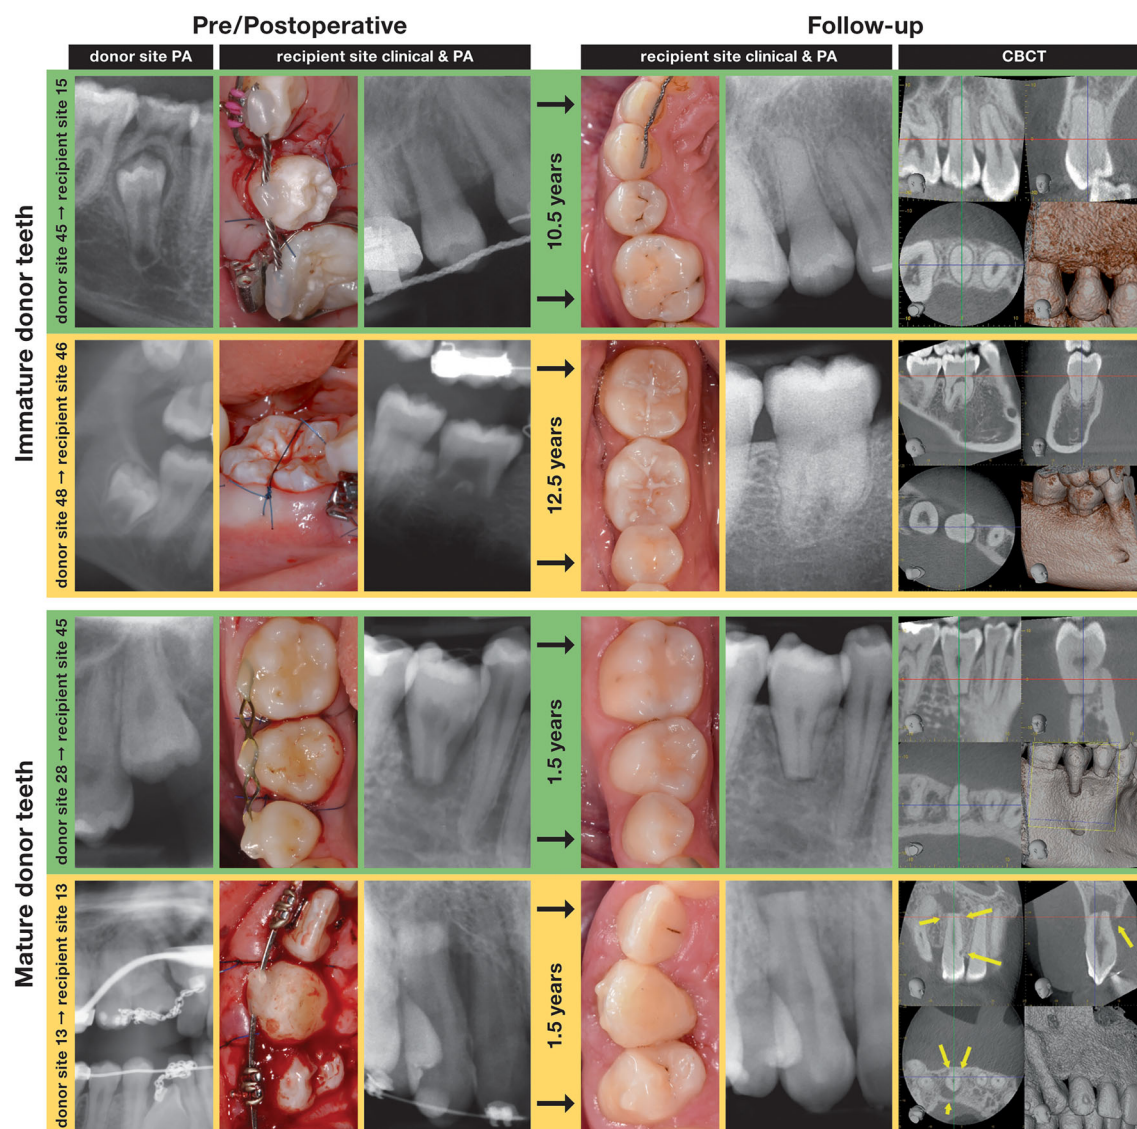 Pre/Postoperative
Follow-up
donor site PA
recipient site clinical & PA
recipient site clinical & PA
CBCT
Immature donor teeth
donor site 45 → recipient site 15
10.5 years
donor site 48 → recipient site 46
12.5 years
Mature donor teeth
donor site 28 → recipient site 45
1.5 years
donor site 13 → recipient site 13
1.5 years